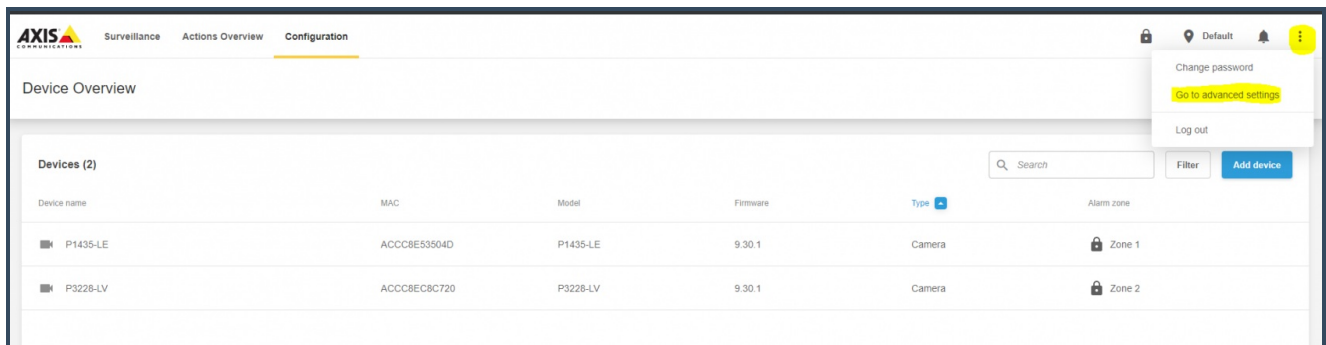 AXIS COMMUNICATIONS Surveillance Actions Overview Configuration Default
Change password
Device Overview
Go to advanced settings
Log out
Devices (2) Search Filter Add device
Device name MAC Model Firmware Type Alarm zone
P1435-LE ACCC8E53504D P1435-LE 9.30.1 Camera Zone 1
P3228-LV ACCC8EC8C720 P3228-LV 9.30.1 Camera Zone 2